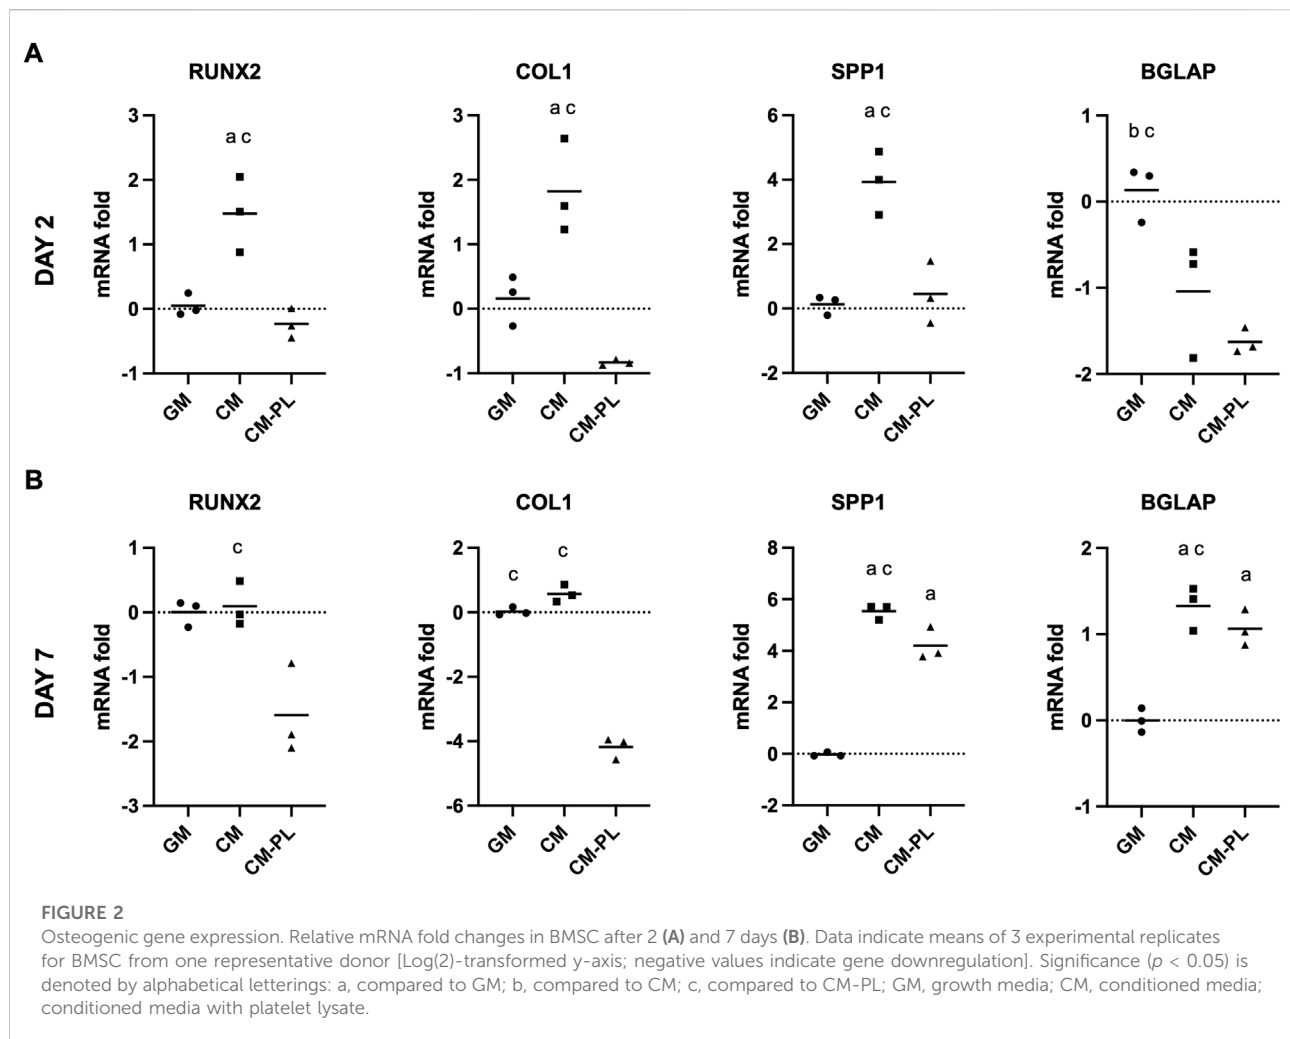 A
RUNX2 COL1 SPP1 BGLAP
DAY 2
mRNA fold
3
2
1
0
-1
a c
GM CM CM-PL
mRNA fold
3
2
1
0
-1
a c
GM CM CM-PL
mRNA fold
6
4
2
0
-2
a c
GM CM CM-PL
mRNA fold
1
0
-1
-2
b c
GM CM CM-PL
B
RUNX2 COL1 SPP1 BGLAP
DAY 7
mRNA fold
1
0
-1
-2
-3
c
GM CM CM-PL
mRNA fold
2
0
-2
-4
-6
c c
GM CM CM-PL
mRNA fold
8
6
4
2
0
-2
a c a
GM CM CM-PL
mRNA fold
2
1
0
-1
a c a
GM CM CM-PL
FIGURE 2
Osteogenic gene expression. Relative mRNA fold changes in BMSC after 2 (A) and 7 days (B). Data indicate means of 3 experimental replicates
for BMSC from one representative donor [Log(2)-transformed y-axis; negative values indicate gene downregulation]. Significance (p < 0.05) is
denoted by alphabetical letterings: a, compared to GM; b, compared to CM; c, compared to CM-PL; GM, growth media; CM, conditioned media;
conditioned media with platelet lysate.